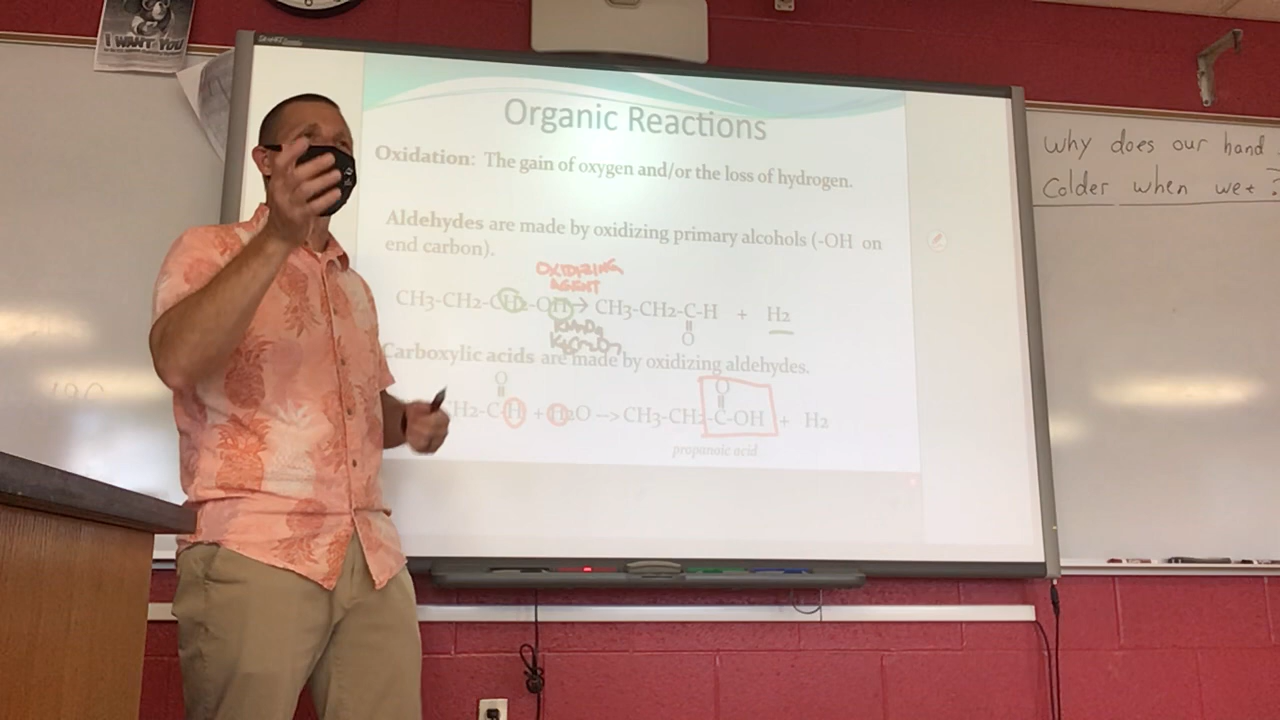 I WANT YOU
Organic Reactions
Oxidation: The gain of oxygen and/or the loss of hydrogen.
Why does our hand
Colder when wet?
Aldehydes are made by oxidizing primary alcohols (-OH on
end carbon).
OXIDIZING
AGENT
CH3-CH2-CH2-OH → CH3-CH2-C-H + H2
O
Carboxylic acids are made by oxidizing aldehydes.
O O
H2-C-H + H2O → CH3-CH2-C-OH + H2
propanoic acid